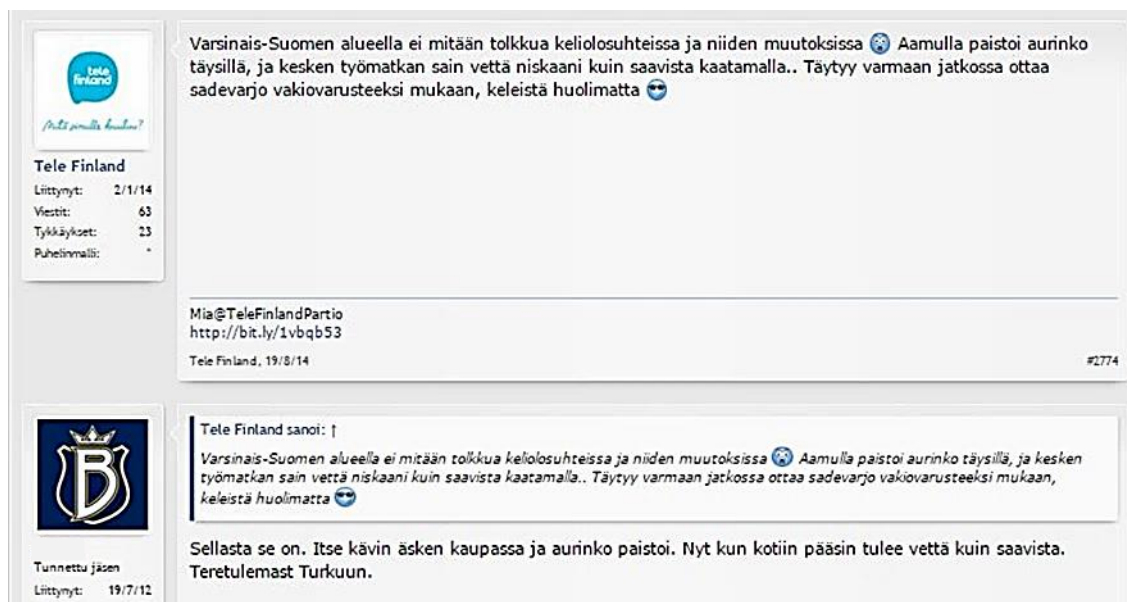 Varsinais-Suomen alueella ei mitään tolkkua keliolosuhteissa ja niiden muutoksissa Aamulla paistoi aurinko
täysillä, ja kesken työmatkan sain vettä niskaani kuin saavista kaatamalla.. Täytyy varmaan jatkossa ottaa
sadevarjo vakiovarusteeksi mukaan, keleistä huolimatta
tele
finland
Mitä sinulle kuuluu?
Tele Finland
Liittynyt: 2/1/14
Viestit: 63
Tykkäykset: 23
Puhelinmalli: -
Mia@TeleFinlandPartio
http://bit.ly/1vbqb53
Tele Finland, 19/8/14 #2774
Tele Finland sanoi: ↑
Varsinais-Suomen alueella ei mitään tolkkua keliolosuhteissa ja niiden muutoksissa Aamulla paistoi aurinko täysillä, ja kesken
työmatkan sain vettä niskaani kuin saavista kaatamalla.. Täytyy varmaan jatkossa ottaa sadevarjo vakiovarusteeksi mukaan,
keleistä huolimatta
B
Sellasta se on. Itse kävin äsken kaupassa ja aurinko paistoi. Nyt kun kotiin pääsin tulee vettä kuin saavista.
Teretulemast Turkuun.
Tunnettu jäsen
Liittynyt: 19/7/12